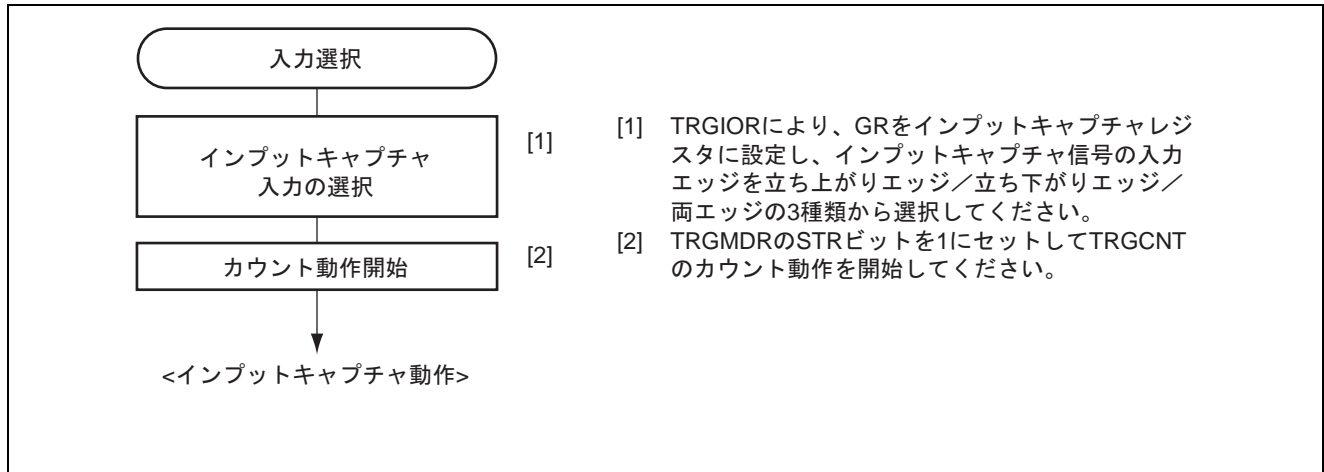 入力選択
インプットキャプチャ
入力の選択
[1]
カウント動作開始
[2]
<インプットキャプチャ動作>
[1] TRGIORにより、GRをインプットキャプチャレジ
スタに設定し、インプットキャプチャ信号の入力
エッジを立ち上がりエッジ／立ち下がりエッジ／
両エッジの3種類から選択してください。
[2] TRGMDRのSTRビットを1にセットしてTRGCNT
のカウント動作を開始してください。